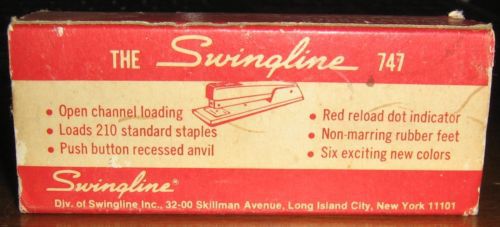 THE Swingline 747
• Open channel loading
• Loads 210 standard staples
• Push button recessed anvil
• Red reload dot indicator
• Non-marring rubber feet
• Six exciting new colors
Swingline®
Div. of Swingline Inc., 32-00 Skillman Avenue, Long Island City, New York 11101